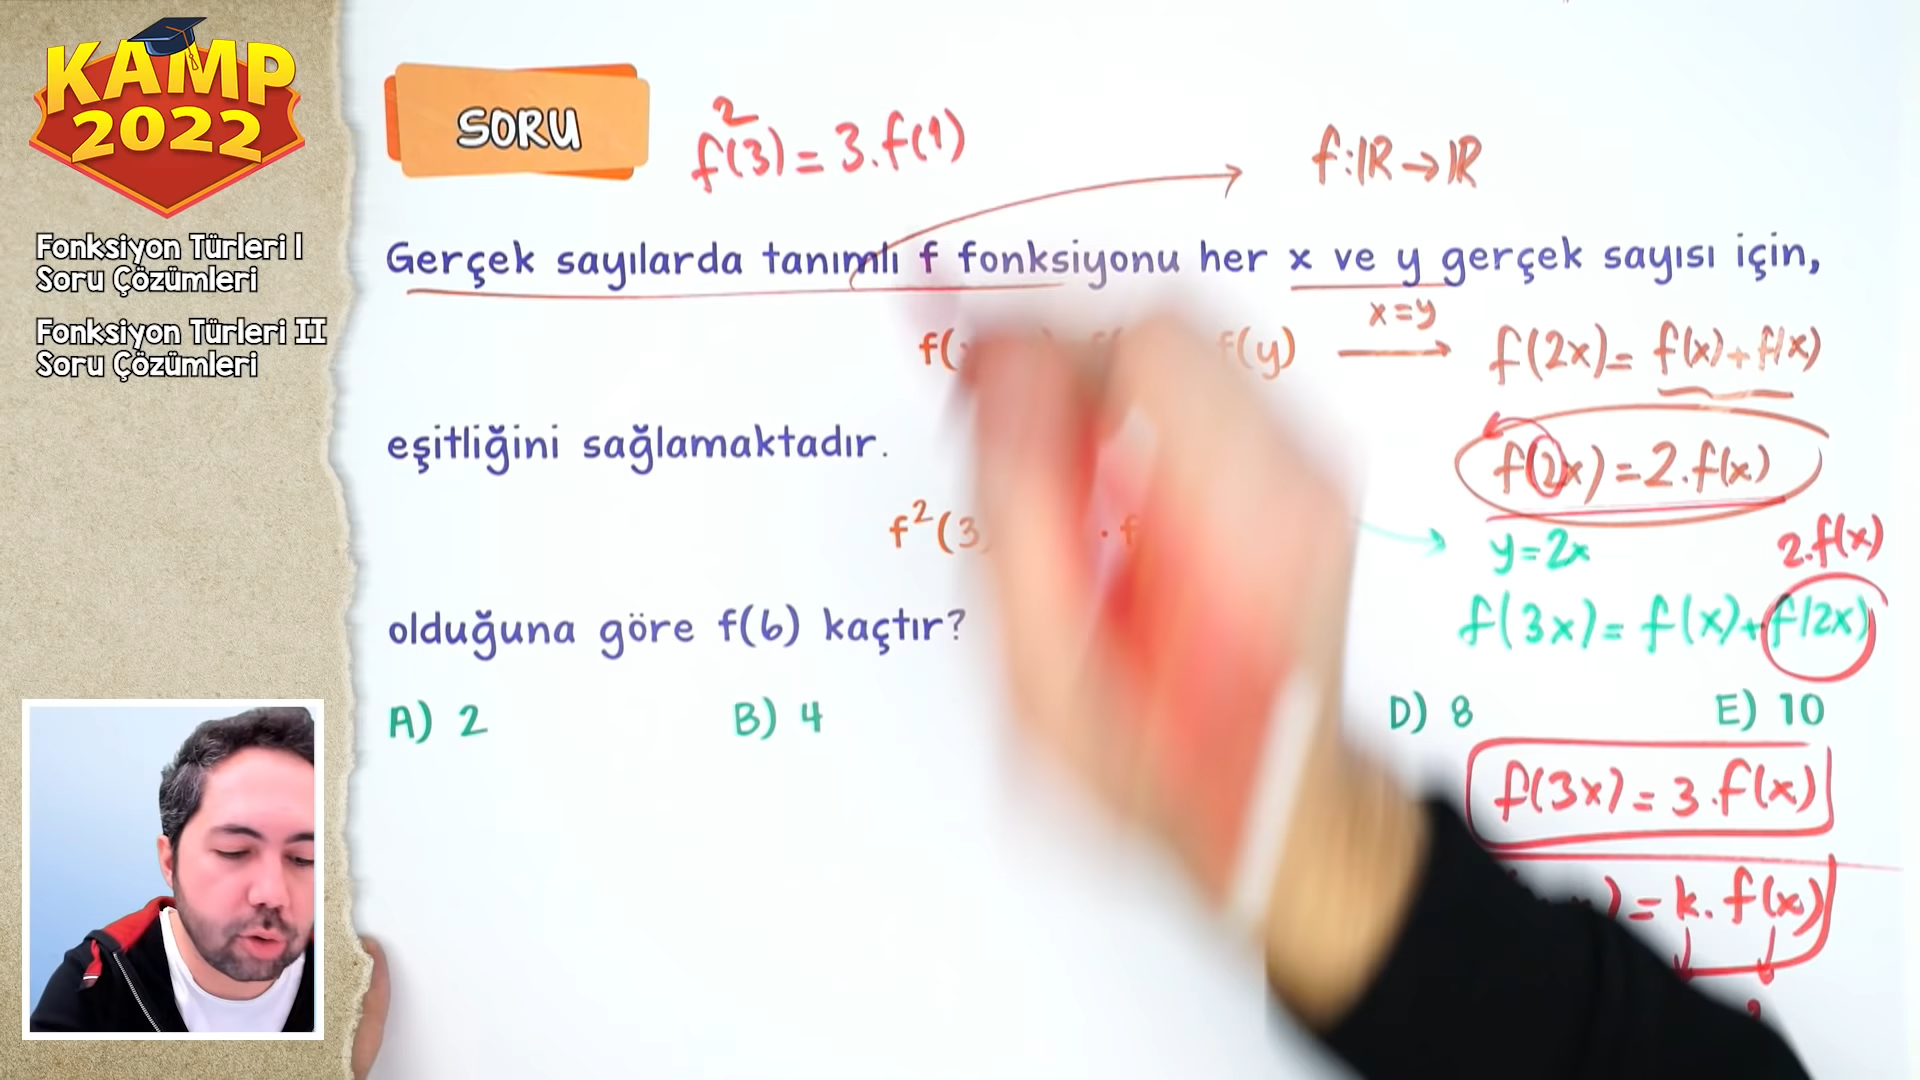 KAMP
2022
Fonksiyon Türleri I
Soru Çözümleri
Fonksiyon Türleri II
Soru Çözümleri
SORU
2
f(3) = 3.f(1)
f:IR → IR
Gerçek sayılarda tanımlı f fonksiyonu her x ve y gerçek sayısı için,
x=y
f( f(y) → f(2x) = f(x) + f(x)
eşitliğini sağlamaktadır.
f(2x) = 2.f(x)
f²(3 . f
y=2x
2.f(x)
olduğuna göre f(6) kaçtır?
f(3x) = f(x) + f(2x)
A) 2 B) 4 D) 8 E) 10
f(3x) = 3.f(x)
) = k. f(x)